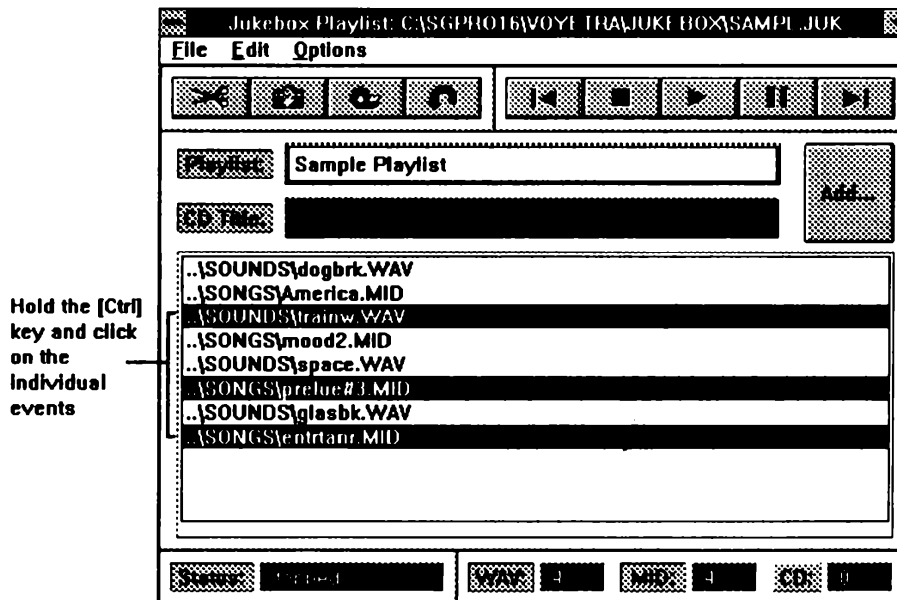 Jukebox Playlist: C:\SGPRO16\VOYETRA\JUKEBOX\SAMPL.JUK
File Edit Options
Playlist: Sample Playlist
Add...
CD Title:
..\SOUNDS\dogbrk.WAV
..\SONGS\America.MID
..\SOUNDS\trainw.WAV
..\SONGS\mood2.MID
..\SOUNDS\space.WAV
..\SONGS\prelue#3.MID
..\SOUNDS\glasbk.WAV
..\SONGS\entrtanr.MID
Hold the [Ctrl]
key and click
on the
individual
events
Status: Stopped WAV: 4 MID: 4 CD: 0